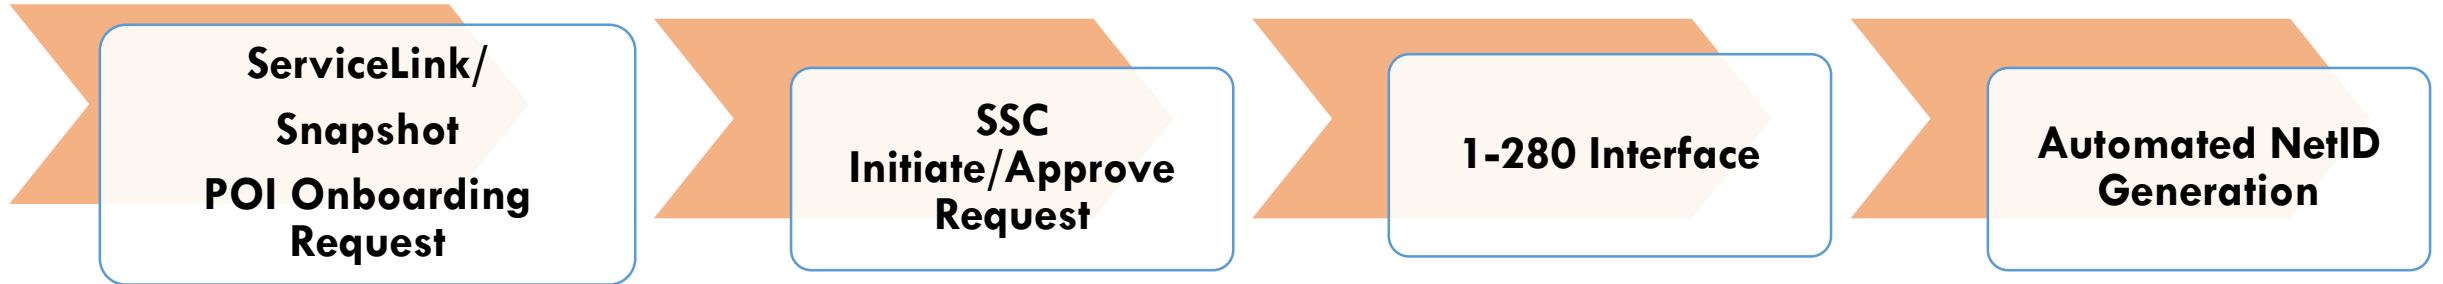 ServiceLink/
Snapshot
POI Onboarding
Request
SSC
Initiate/Approve
Request
1-280 Interface
Automated NetID
Generation